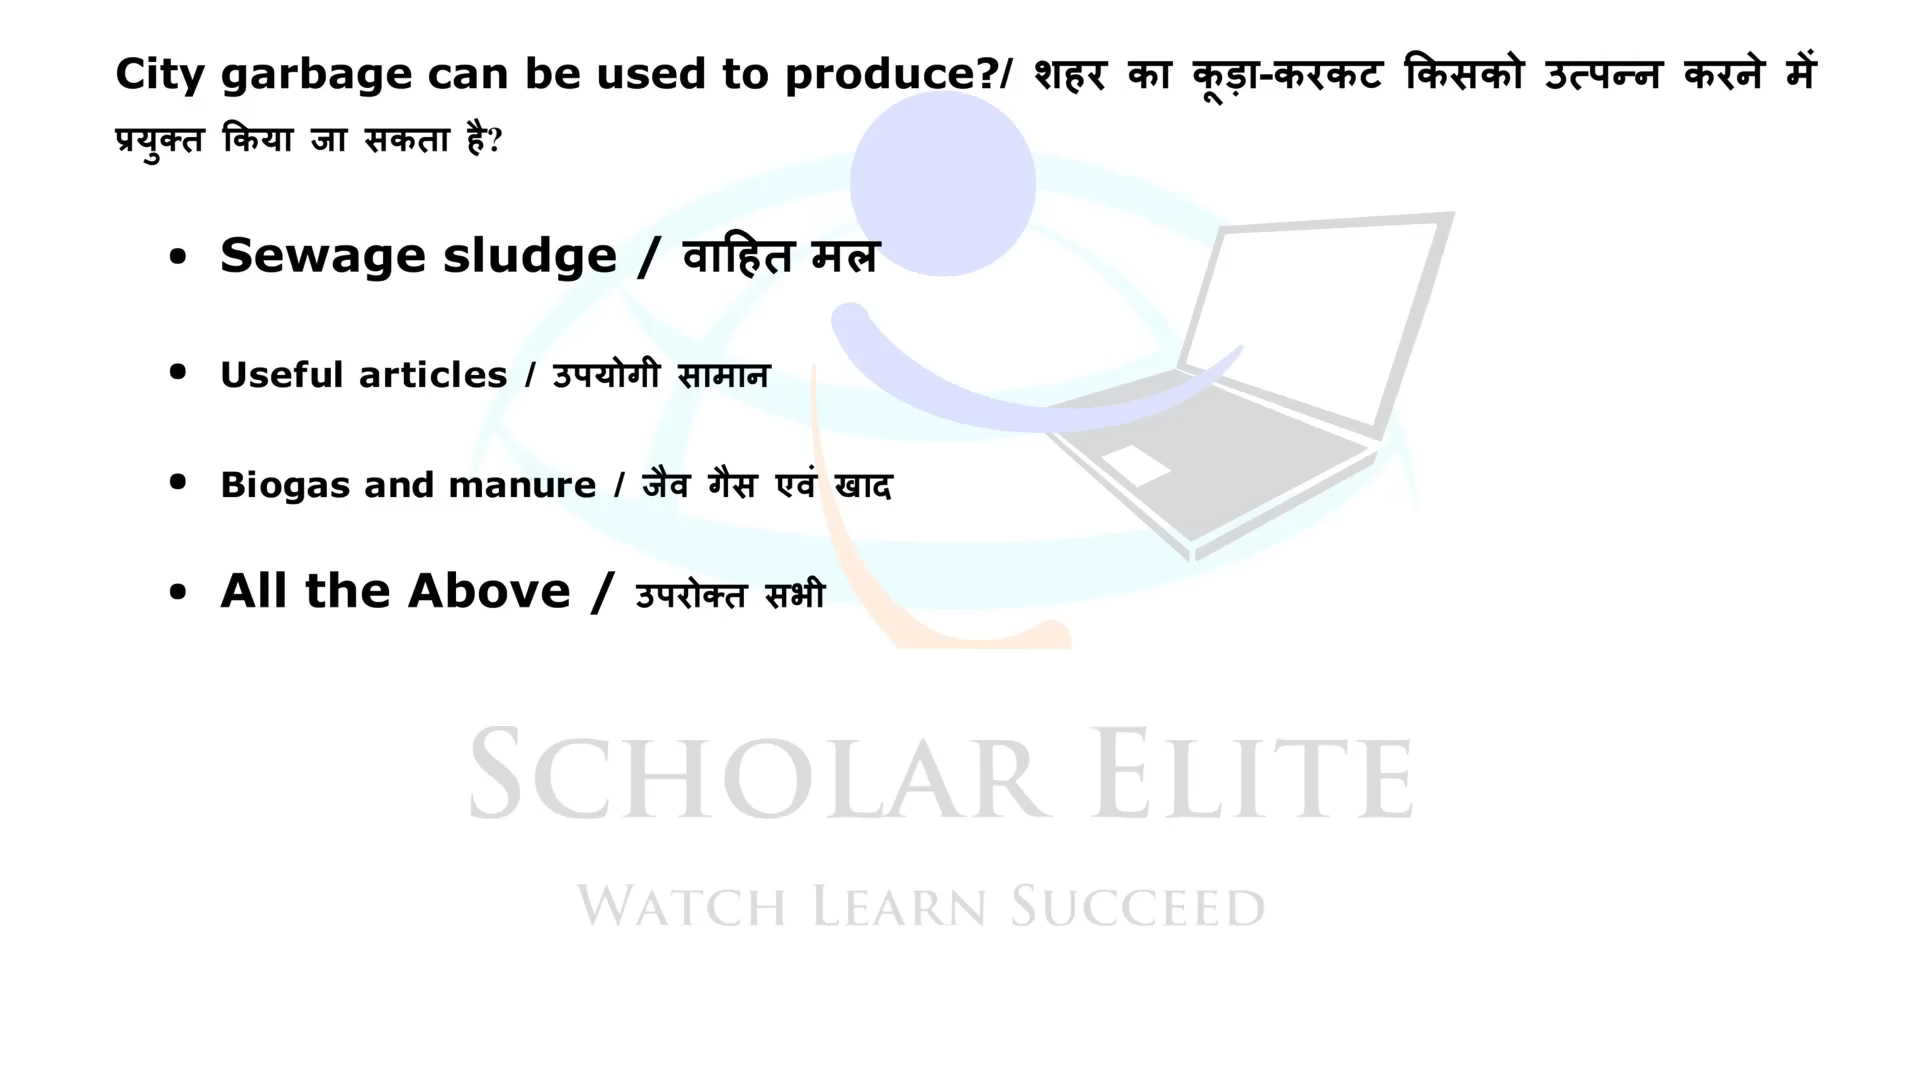 City garbage can be used to produce?/ शहर का कूड़ा-करकट किसको उत्पन्न करने में
प्रयुक्त किया जा सकता है?
• Sewage sludge / वाहित मल
• Useful articles / उपयोगी सामान
• Biogas and manure / जैव गैस एवं खाद
• All the Above / उपरोक्त सभी
SCHOLAR ELITE
WATCH LEARN SUCCEED